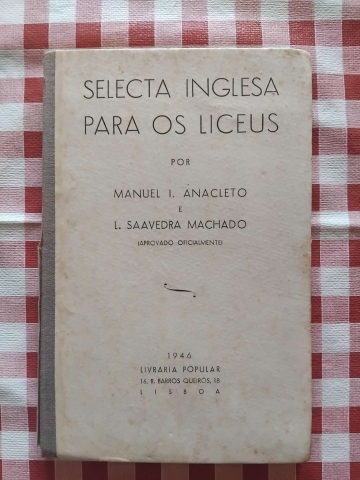 SELECTA INGLESA
PARA OS LICEUS
POR
MANUEL I. ANACLETO
E
L. SAAVEDRA MACHADO
(APROVADO OFICIALMENTE)
1946
LIVRARIA POPULAR
16, R. BARROS QUEIRÓS, 18
LISBOA